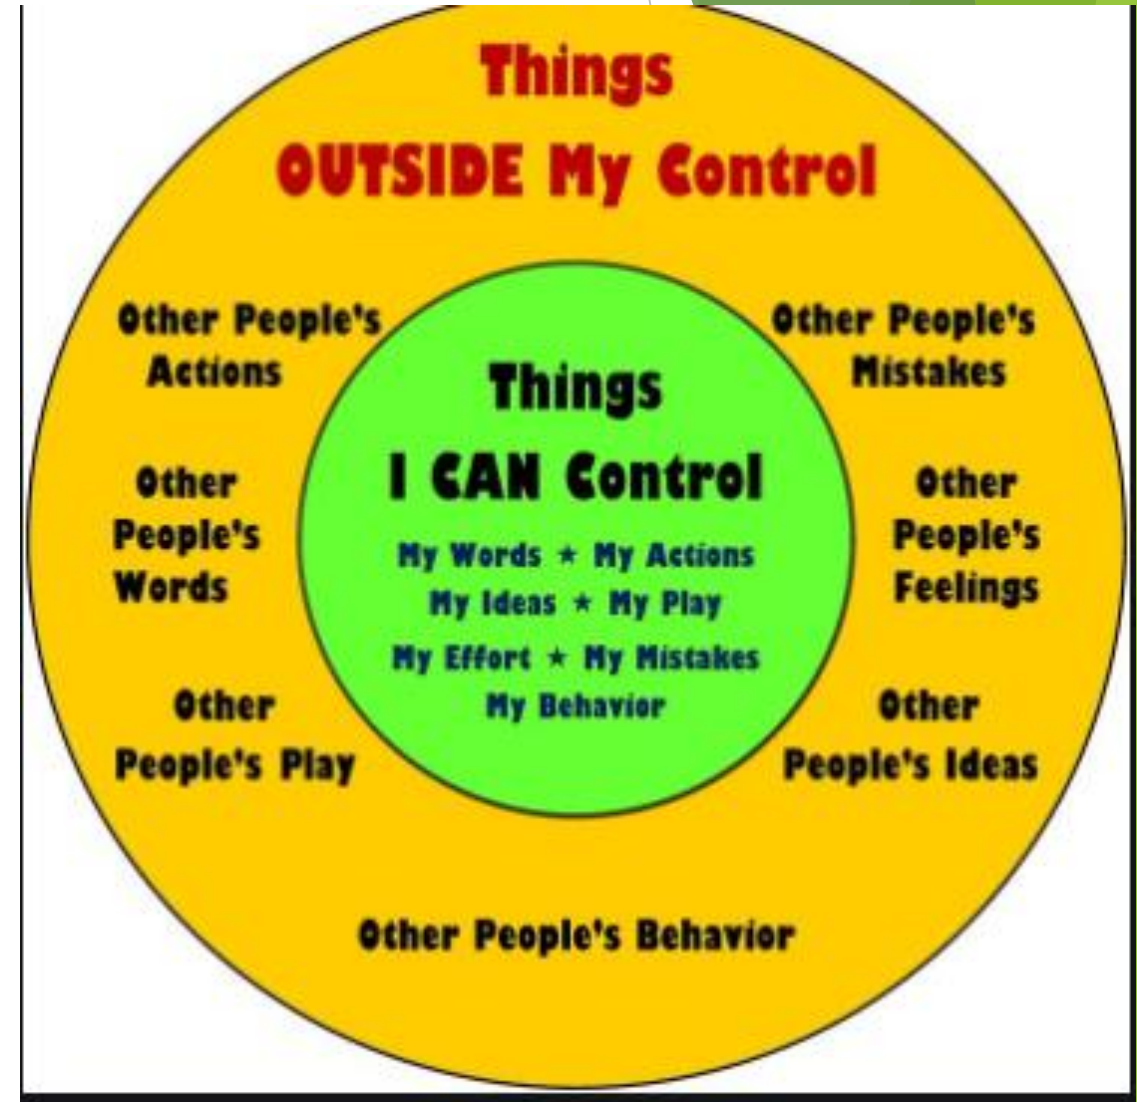 Things
OUTSIDE My Control
Other People's
Actions
Other People's
Mistakes
Things
I CAN Control
My Words ★ My Actions
My Ideas ★ My Play
My Effort ★ My Mistakes
My Behavior
Other
People's
Words
Other
People's
Feelings
Other
People's Play
Other
People's Ideas
Other People's Behavior